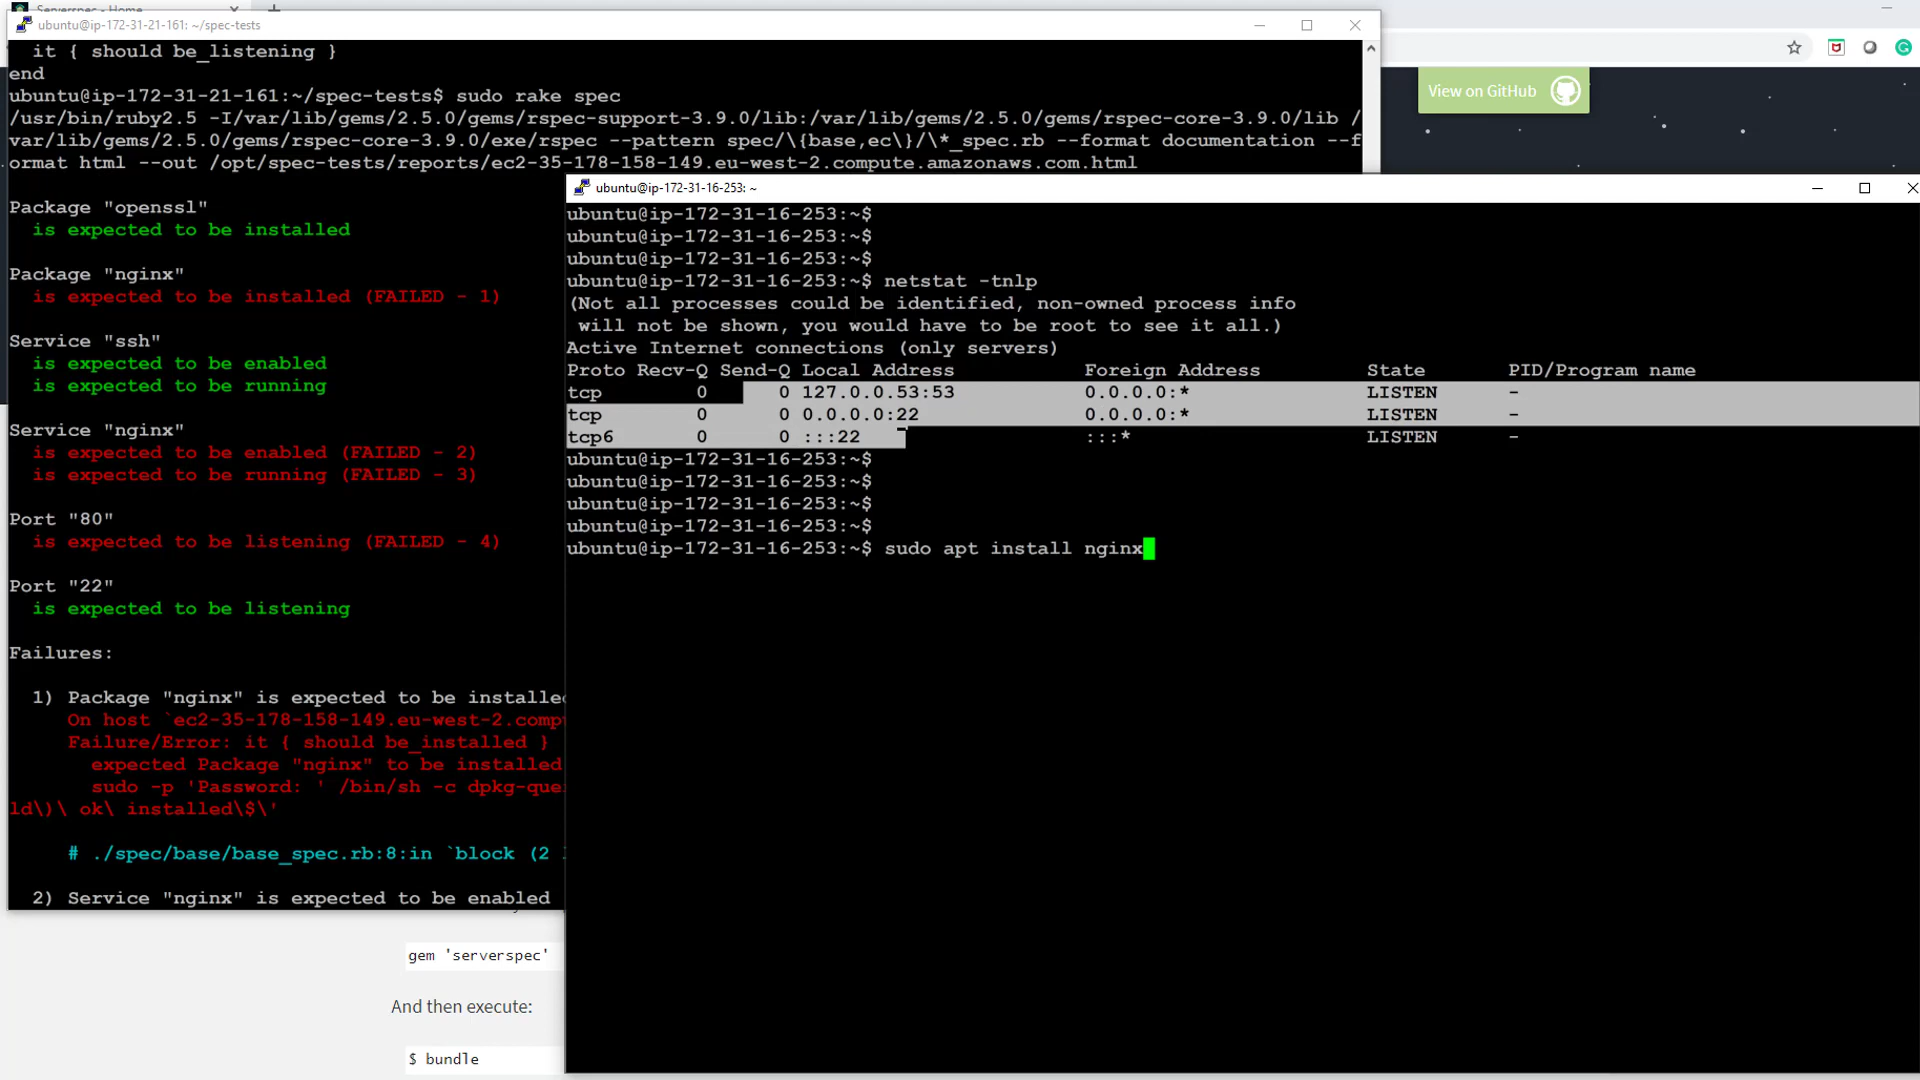 Serverspec - Home
ubuntu@ip-172-31-21-161: ~/spec-tests
it { should be_listening }
end
ubuntu@ip-172-31-21-161:~/spec-tests$ sudo rake spec
/usr/bin/ruby2.5 -I/var/lib/gems/2.5.0/gems/rspec-support-3.9.0/lib:/var/lib/gems/2.5.0/gems/rspec-core-3.9.0/lib /
var/lib/gems/2.5.0/gems/rspec-core-3.9.0/exe/rspec --pattern spec/\{base,ec\}/\*_spec.rb --format documentation --f
ormat html --out /opt/spec-tests/reports/ec2-35-178-158-149.eu-west-2.compute.amazonaws.com.html
Package "openssl"
is expected to be installed
Package "nginx"
is expected to be installed (FAILED - 1)
Service "ssh"
is expected to be enabled
is expected to be running
Service "nginx"
is expected to be enabled (FAILED - 2)
is expected to be running (FAILED - 3)
Port "80"
is expected to be listening (FAILED - 4)
Port "22"
is expected to be listening
Failures:
1) Package "nginx" is expected to be installe
On host `ec2-35-178-158-149.eu-west-2.comp
Failure/Error: it { should be_installed }
expected Package "nginx" to be installed
sudo -p 'Password: ' /bin/sh -c dpkg-que
ld\)\ ok\ installed\$\'
# ./spec/base/base_spec.rb:8:in `block (2
2) Service "nginx" is expected to be enabled
View on GitHub
ubuntu@ip-172-31-16-253: ~
ubuntu@ip-172-31-16-253:~$
ubuntu@ip-172-31-16-253:~$
ubuntu@ip-172-31-16-253:~$
ubuntu@ip-172-31-16-253:~$ netstat -tnlp
(Not all processes could be identified, non-owned process info
will not be shown, you would have to be root to see it all.)
Active Internet connections (only servers)
Proto Recv-Q Send-Q Local Address Foreign Address State PID/Program name
tcp 0 0 127.0.0.53:53 0.0.0.0:* LISTEN -
tcp 0 0 0.0.0.0:22 0.0.0.0:* LISTEN -
tcp6 0 0 :::22 :::* LISTEN -
ubuntu@ip-172-31-16-253:~$
ubuntu@ip-172-31-16-253:~$
ubuntu@ip-172-31-16-253:~$
ubuntu@ip-172-31-16-253:~$
ubuntu@ip-172-31-16-253:~$ sudo apt install nginx
gem 'serverspec'
And then execute:
$ bundle